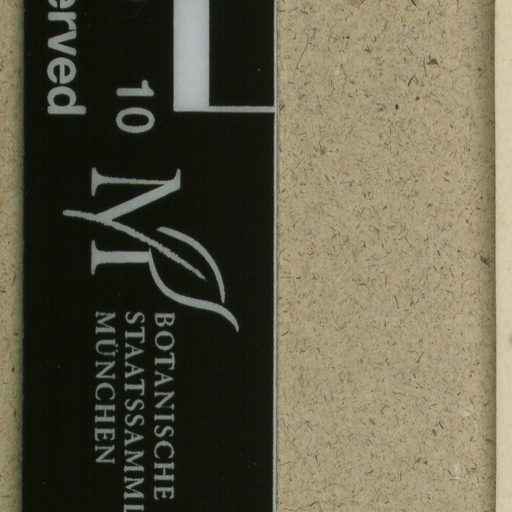 erved
10
M
BOTANISCHE
STAATSSAMML
MÜNCHEN